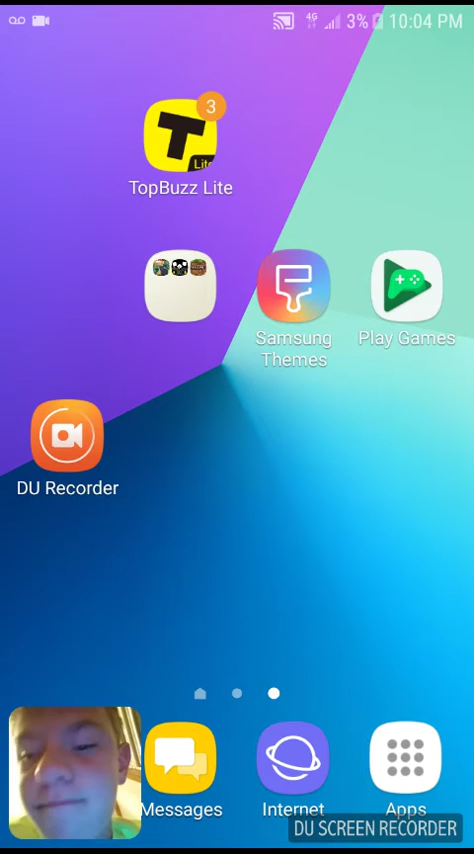 4G 3% 10:04 PM
3
T
Lite
TopBuzz Lite
Samsung
Themes
Play Games
DU Recorder
Messages
Internet
Apps
DU SCREEN RECORDER